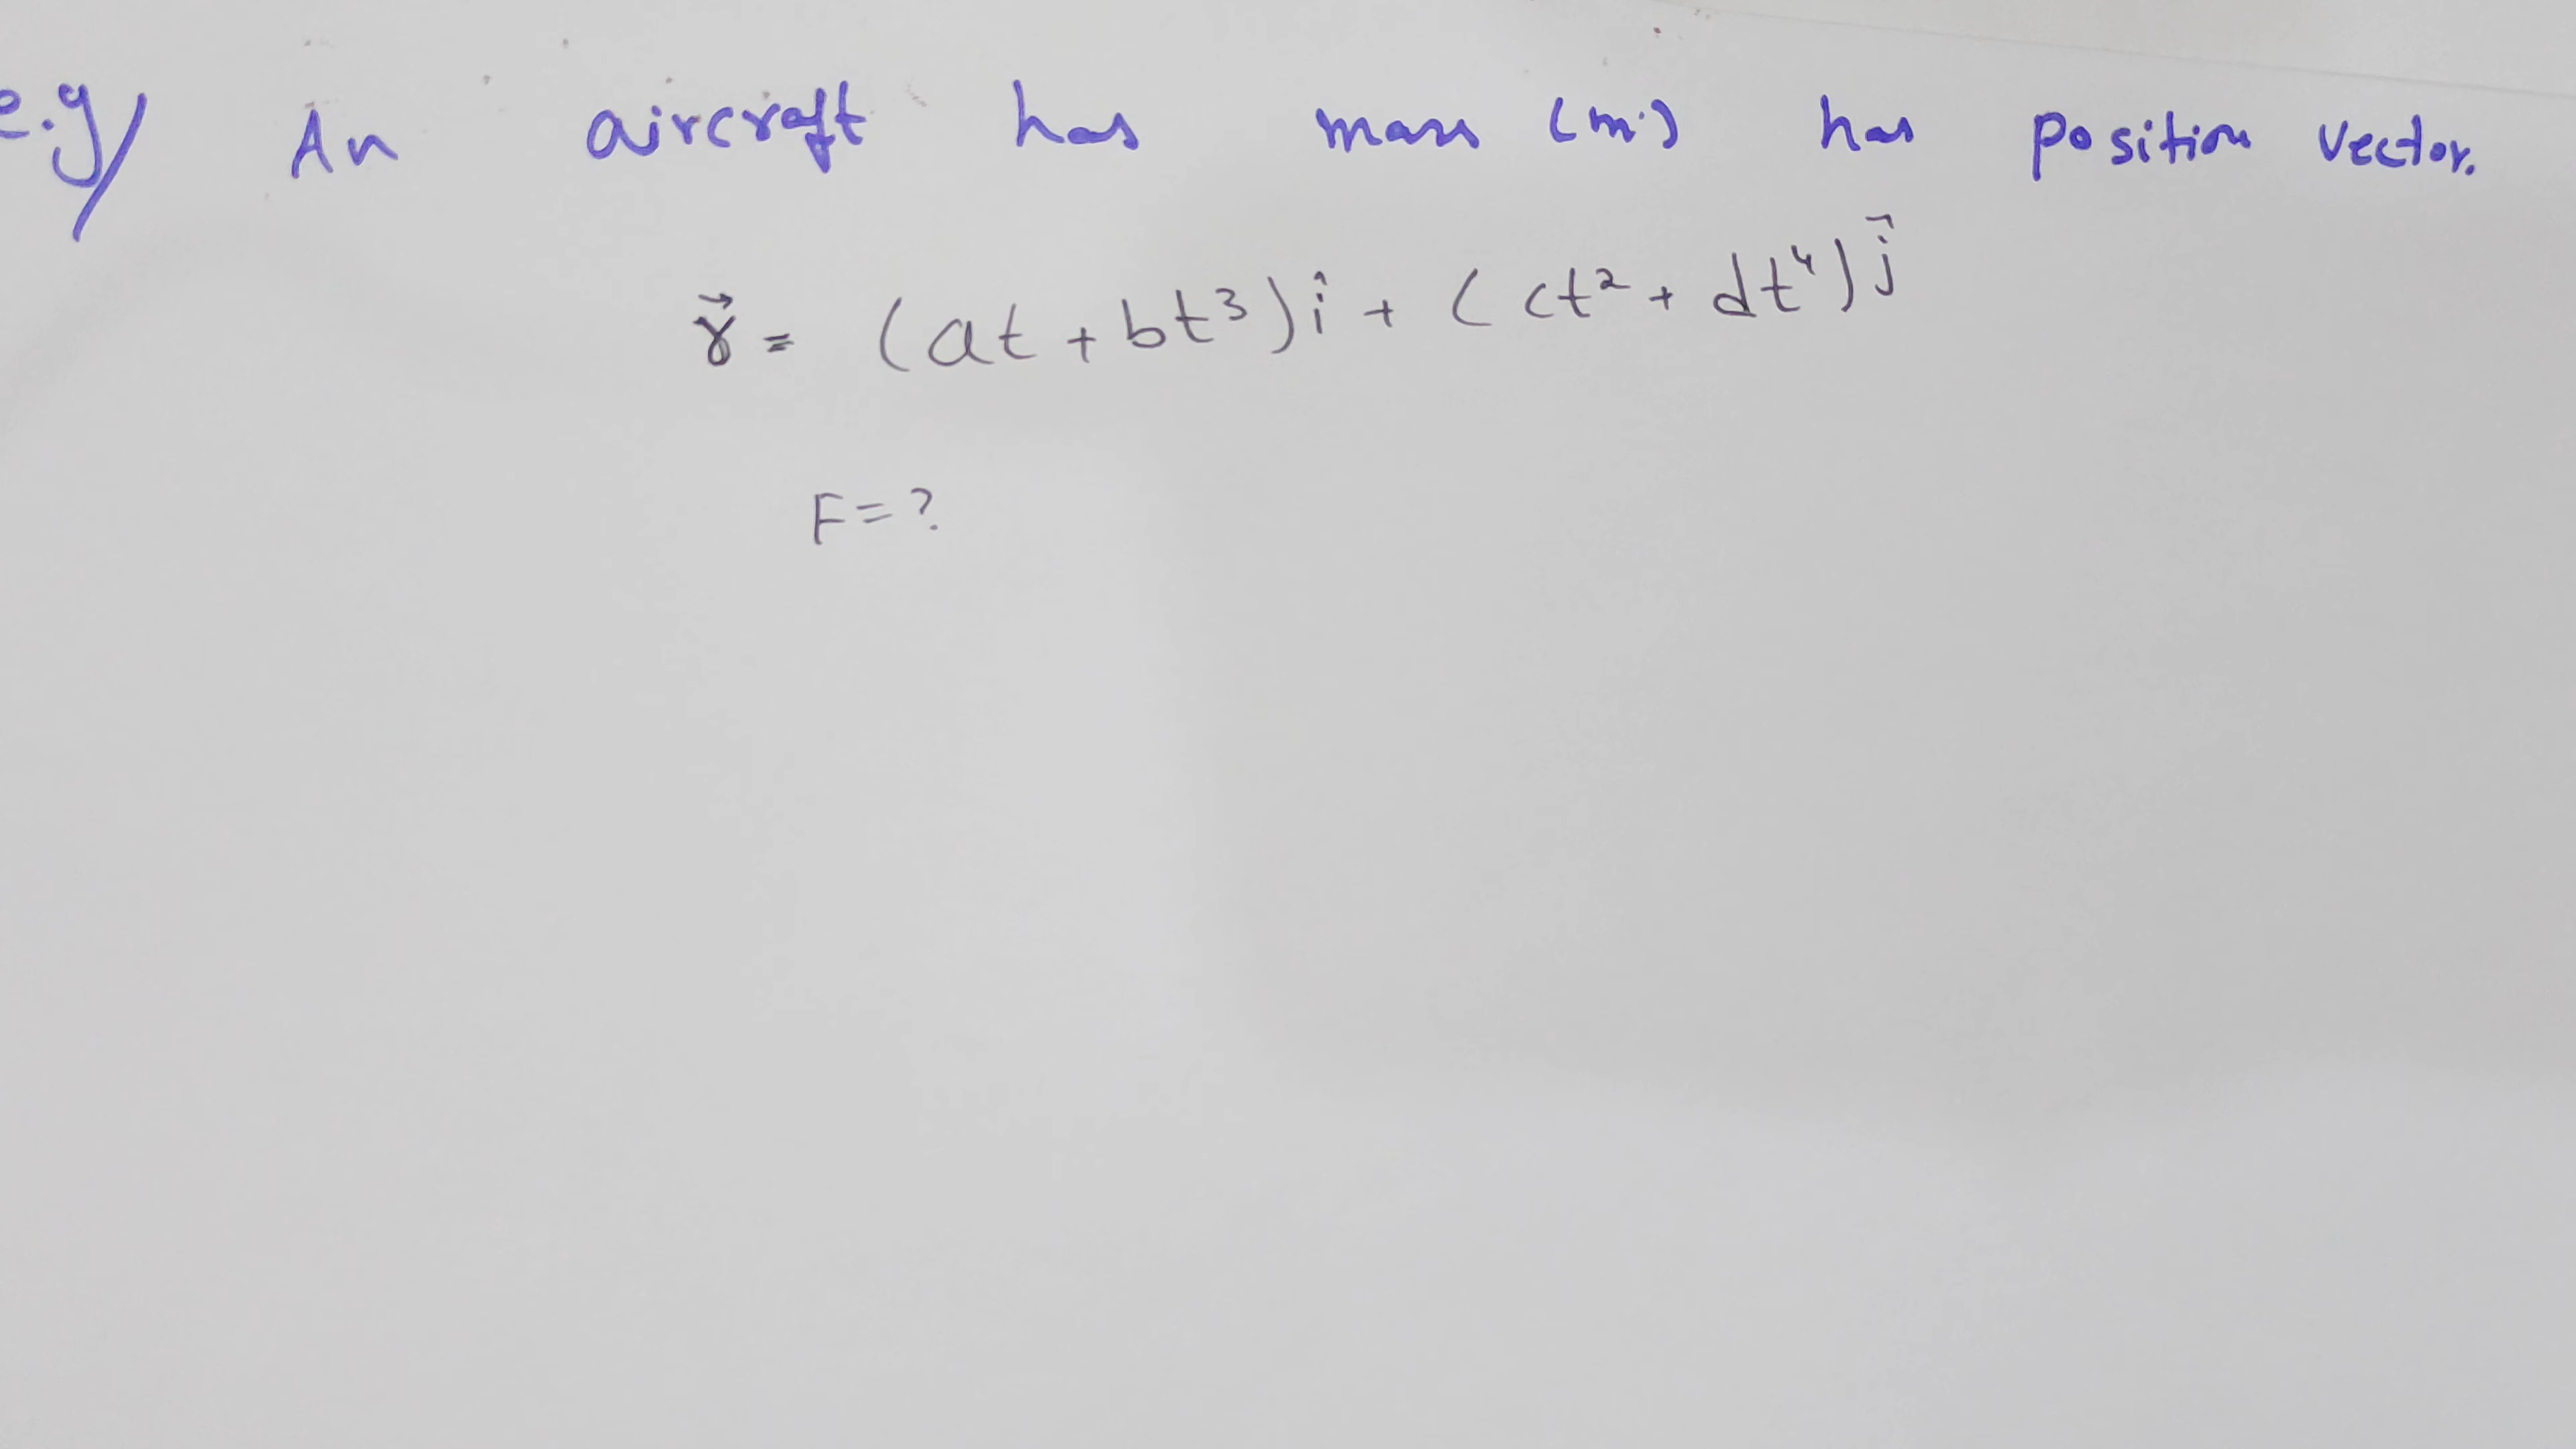 e.g/ An aircraft has mass (m.) has position vector.
r⃗ = (at + bt³)î + (ct² + dt⁴)j⃗
F = ?